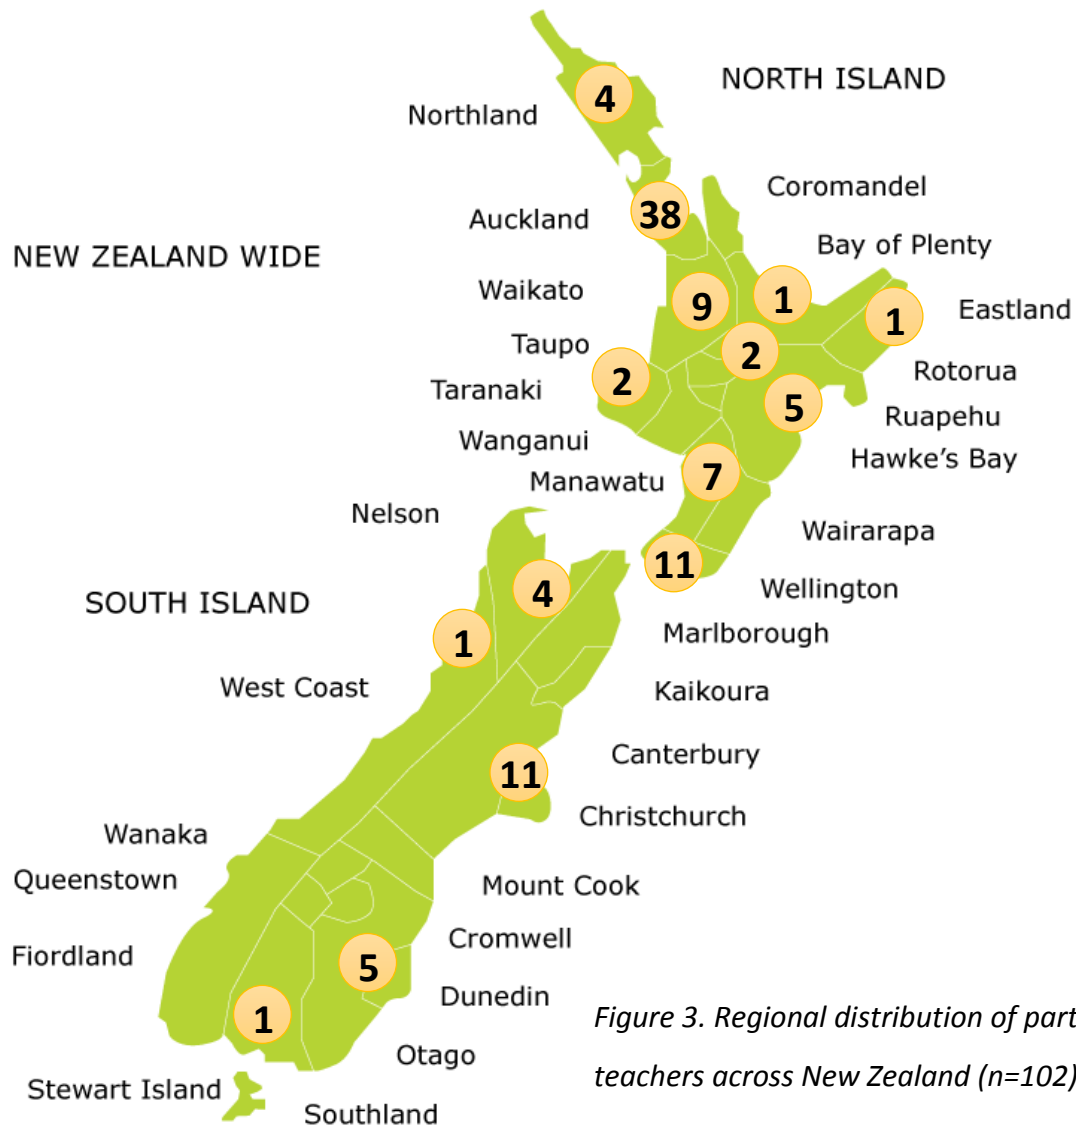 NORTH ISLAND
4
Northland
Coromandel
38
Auckland
Bay of Plenty
NEW ZEALAND WIDE
Waikato
9
1
1
Eastland
Taupo
2
Rotorua
2
Taranaki
5
Ruapehu
Wanganui
Hawke's Bay
7
Manawatu
Nelson
Wairarapa
11
Wellington
4
SOUTH ISLAND
1
Marlborough
West Coast
Kaikoura
Canterbury
11
Christchurch
Wanaka
Queenstown
Mount Cook
Cromwell
Fiordland
5
Dunedin
1
Otago
Stewart Island
Southland
Figure 3. Regional distribution of part
teachers across New Zealand (n=102)